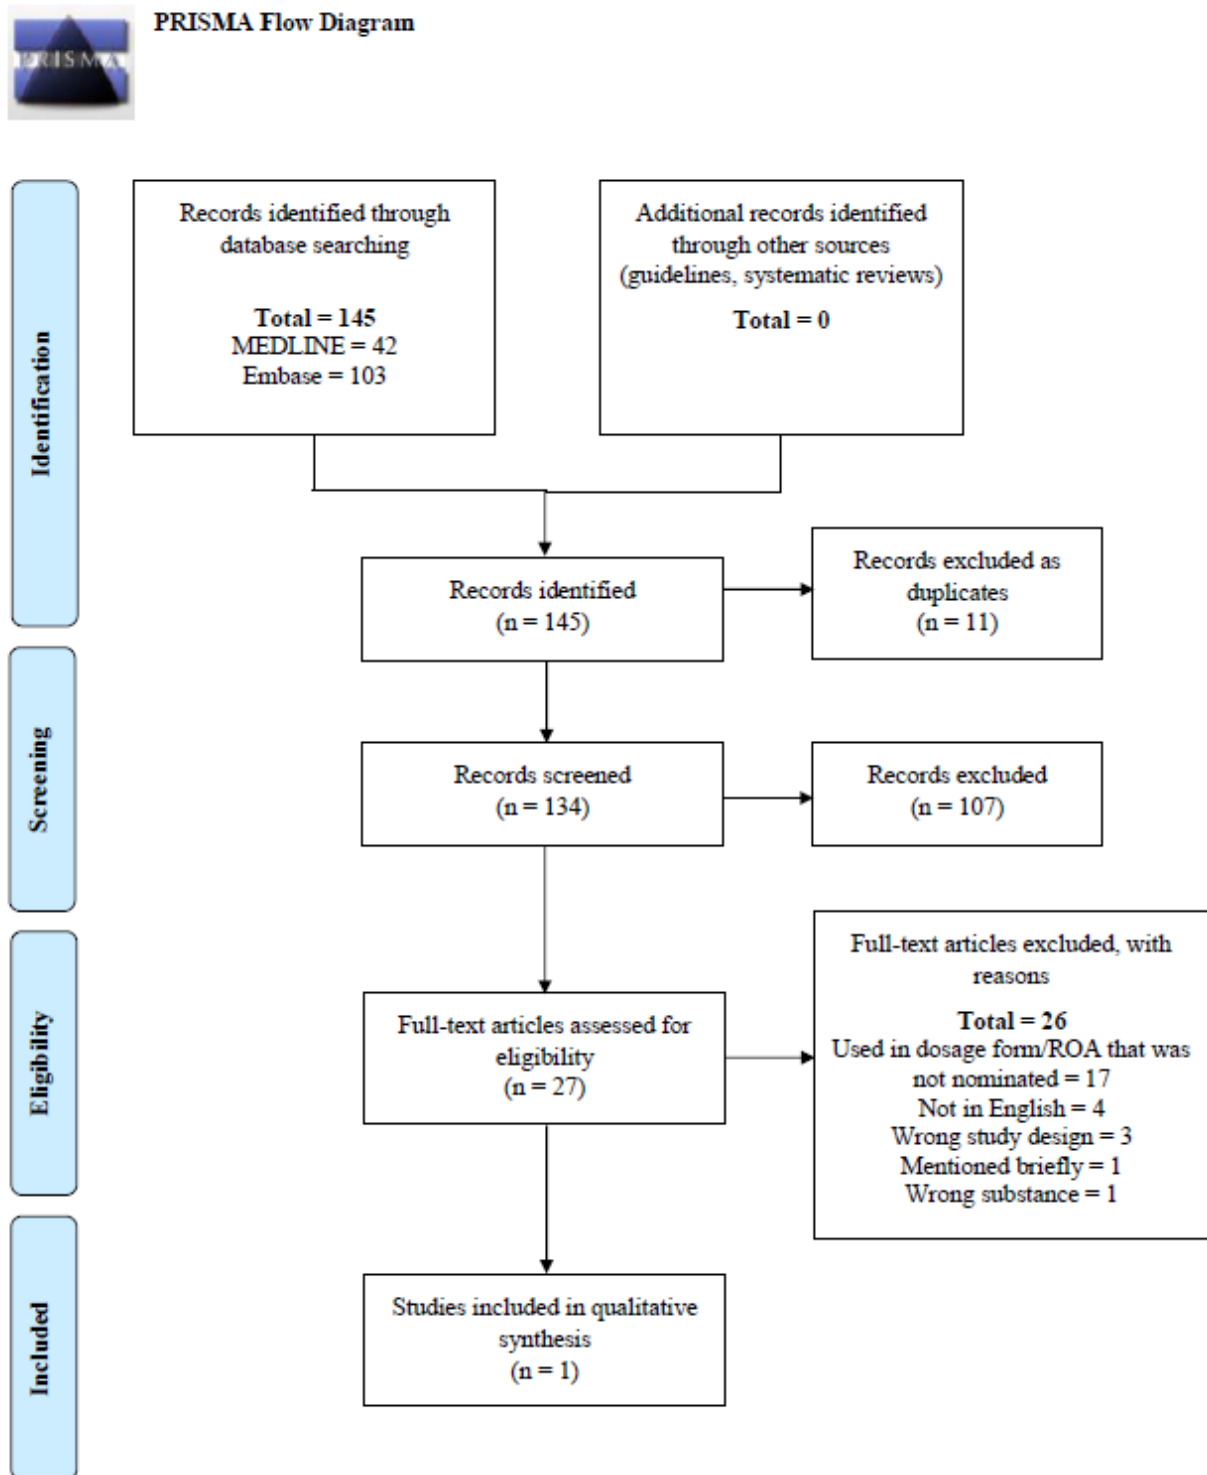 PRISMA
PRISMA Flow Diagram
Identification
Records identified through
database searching
Total = 145
MEDLINE = 42
Embase = 103
Additional records identified
through other sources
(guidelines, systematic reviews)
Total = 0
Records identified
(n = 145)
Records excluded as
duplicates
(n = 11)
Screening
Records screened
(n = 134)
Records excluded
(n = 107)
Eligibility
Full-text articles assessed for
eligibility
(n = 27)
Full-text articles excluded, with
reasons
Total = 26
Used in dosage form/ROA that was
not nominated = 17
Not in English = 4
Wrong study design = 3
Mentioned briefly = 1
Wrong substance = 1
Included
Studies included in qualitative
synthesis
(n = 1)